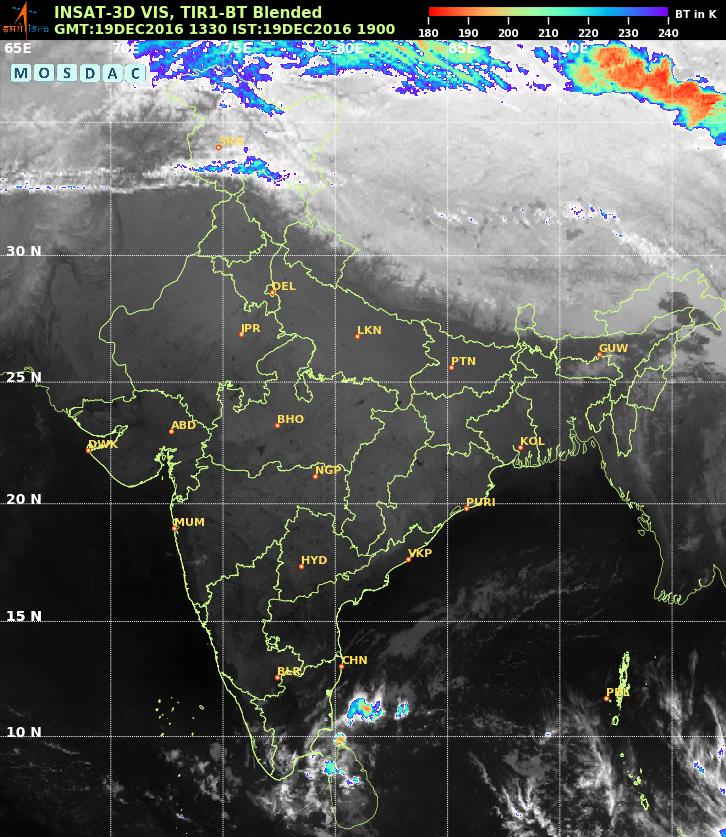 INSAT-3D VIS, TIR1-BT Blended
GMT:19DEC2016 1330 IST:19DEC2016 1900
BT in K
180 190 200 210 220 230 240
65E 70E 75E 80E 85E 90E
MOSDAC
SRN
30 N
DEL
JPR
LKN
GUW
PTN
25 N
ABD
BHO
DWK
KOL
NGP
20 N
PURI
MUM
VKP
HYD
15 N
CHN
BLR
PBL
10 N